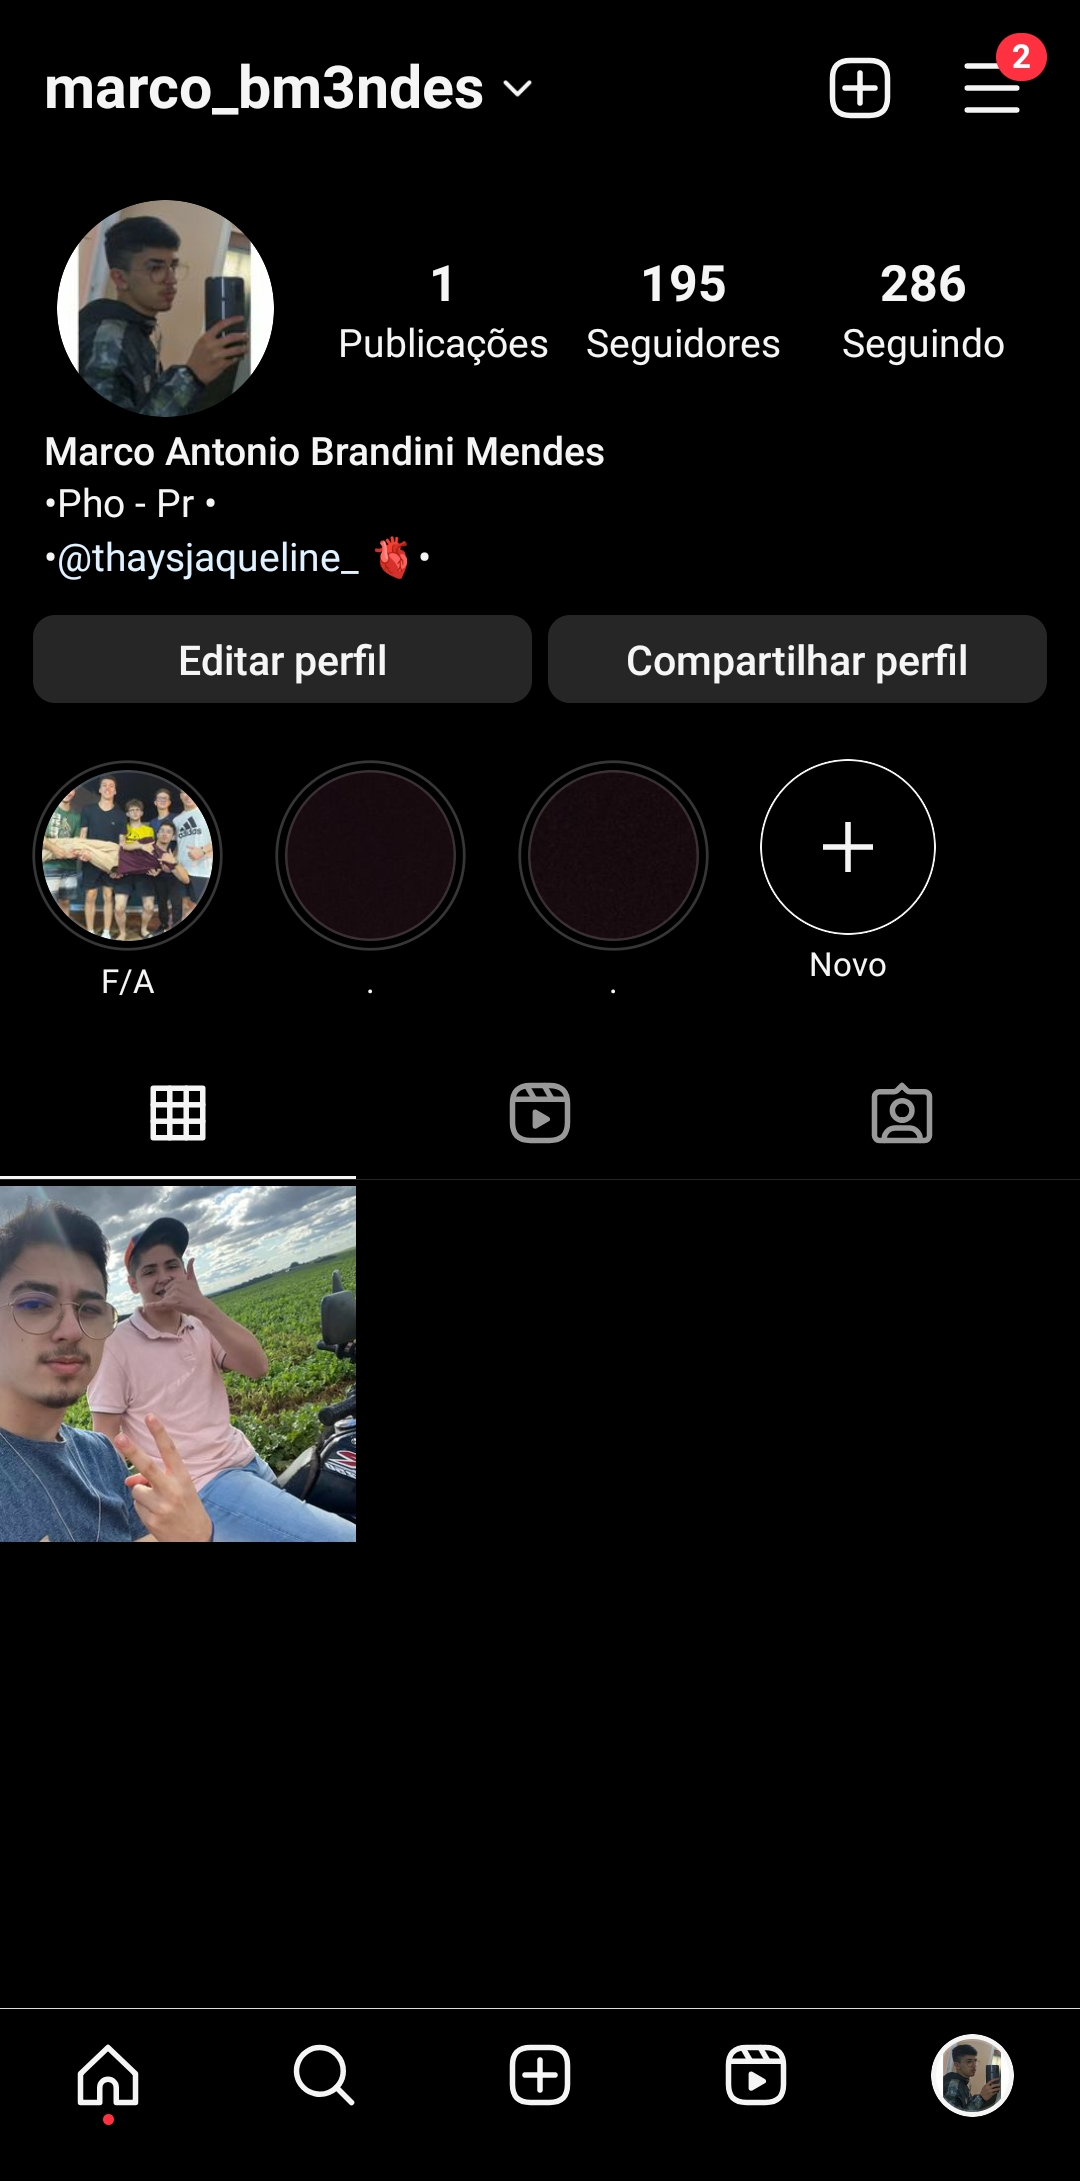 marco_bm3ndes
2
1 195 286
Publicações Seguidores Seguindo
Marco Antonio Brandini Mendes
•Pho - Pr •
•@thaysjaqueline_ 🫀 •
Editar perfil Compartilhar perfil
adidas
F/A . . Novo